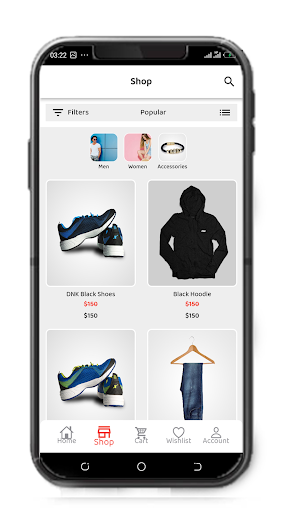 03:22
Shop
Filters
Popular
Men
Women
Accessories
DNK Black Shoes
$150
$150
Black Hoodie
$150
$150
Home
Shop
Cart
Wishlist
Account